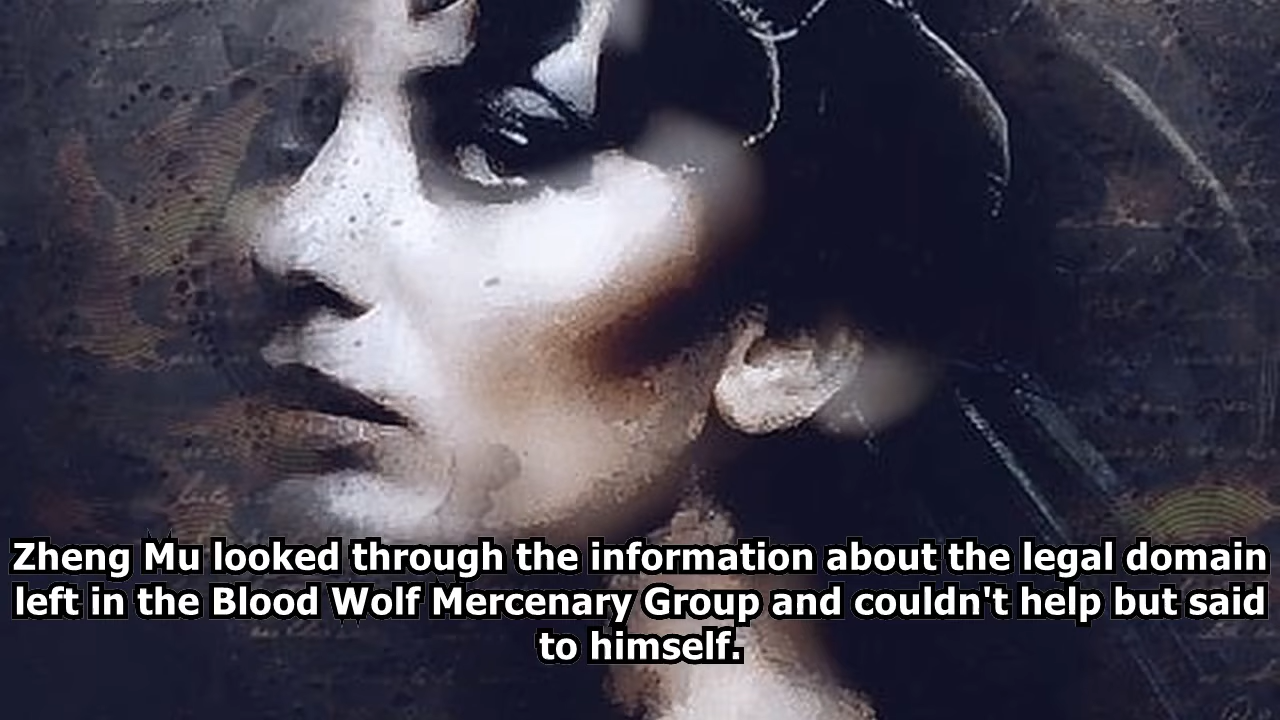 Zheng Mu looked through the information about the legal domain
left in the Blood Wolf Mercenary Group and couldn't help but said
to himself.